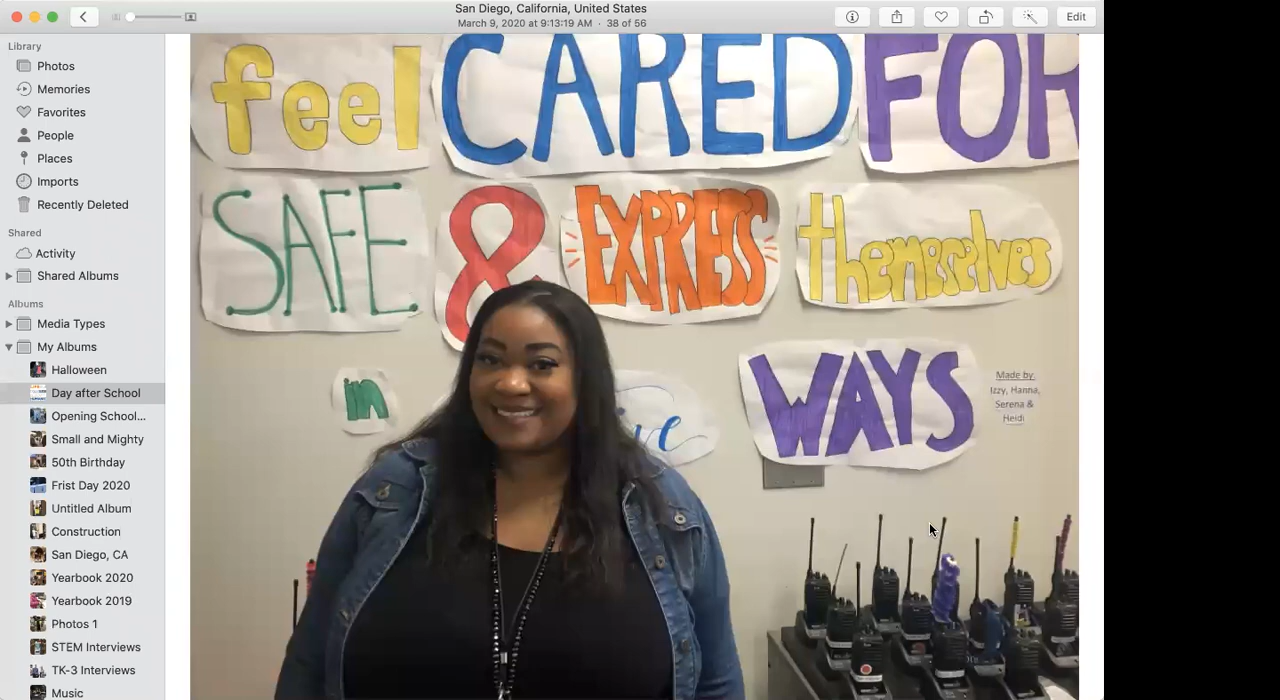 San Diego, California, United States
March 9, 2020 at 9:13:19 AM · 38 of 56
Edit
Library
Photos
Memories
Favorites
People
Places
Imports
Recently Deleted
Shared
Activity
Shared Albums
Albums
Media Types
My Albums
Halloween
Day after School
Opening School...
Small and Mighty
50th Birthday
Frist Day 2020
Untitled Album
Construction
San Diego, CA
Yearbook 2020
Yearbook 2019
Photos 1
STEM Interviews
TK-3 Interviews
Music
feel CARED FOR
SAFE & EXPRESS themselves
in WAYS
Made by:
Izzy, Hanna,
Serena &
Heidi